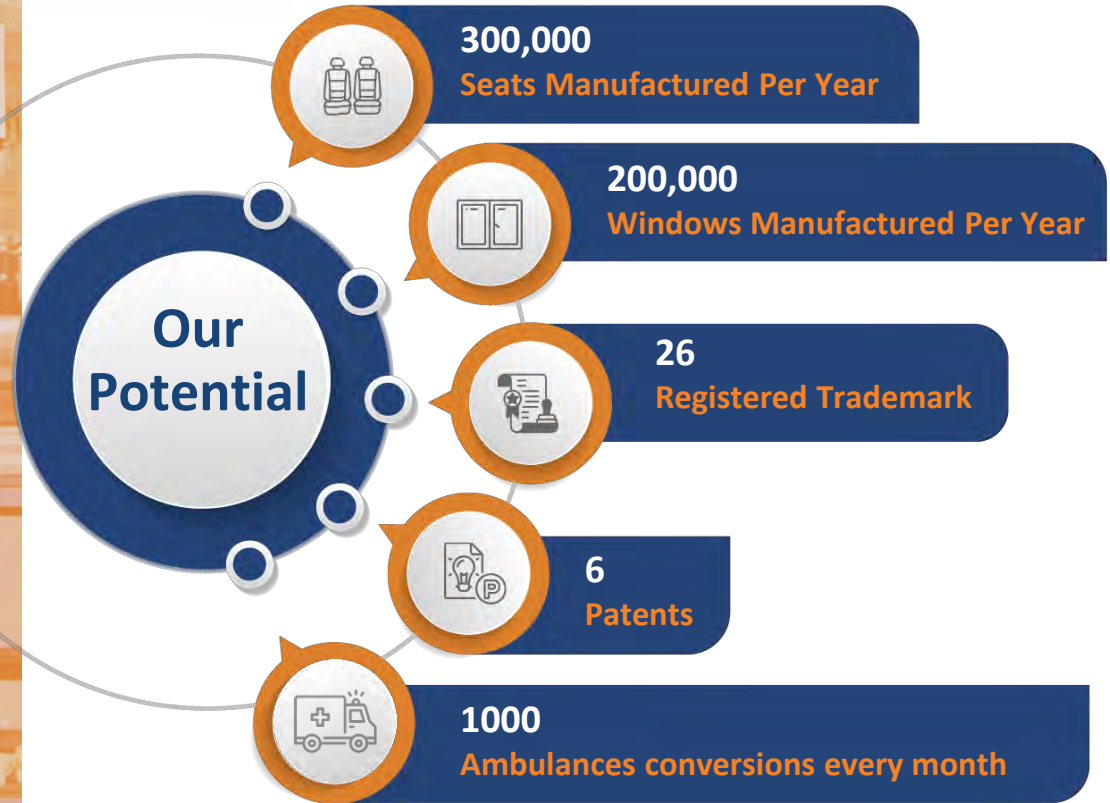 300,000
Seats Manufactured Per Year
200,000
Windows Manufactured Per Year
Our
Potential
26
Registered Trademark
6
Patents
P
1000
Ambulances conversions every month